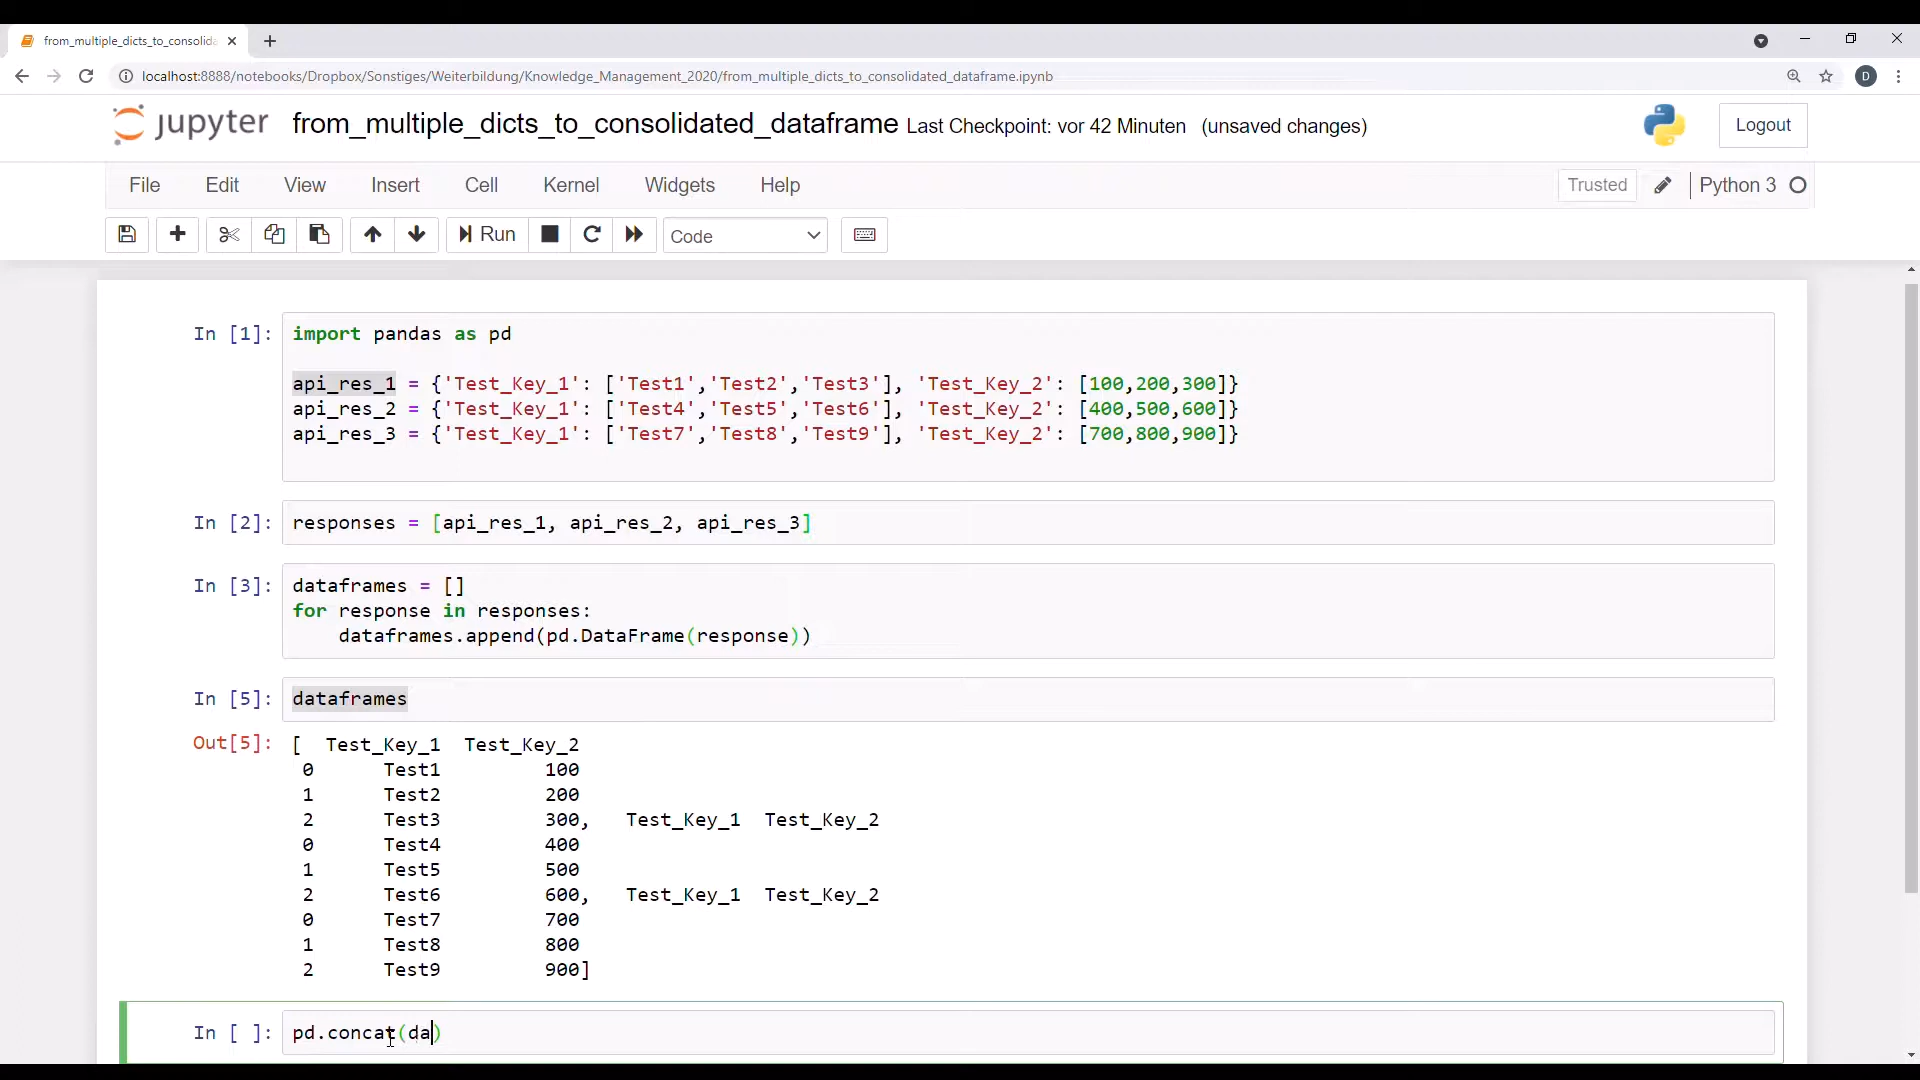 from_multiple_dicts_to_consolida
localhost:8888/notebooks/Dropbox/Sonstiges/Weiterbildung/Knowledge_Management_2020/from_multiple_dicts_to_consolidated_dataframe.ipynb
D
jupyter from_multiple_dicts_to_consolidated_dataframe Last Checkpoint: vor 42 Minuten (unsaved changes)
Logout
File Edit View Insert Cell Kernel Widgets Help
Trusted Python 3
Run Code
In [1]: import pandas as pd
api_res_1 = {'Test_Key_1': ['Test1','Test2','Test3'], 'Test_Key_2': [100,200,300]}
api_res_2 = {'Test_Key_1': ['Test4','Test5','Test6'], 'Test_Key_2': [400,500,600]}
api_res_3 = {'Test_Key_1': ['Test7','Test8','Test9'], 'Test_Key_2': [700,800,900]}
In [2]: responses = [api_res_1, api_res_2, api_res_3]
In [3]: dataframes = []
for response in responses:
    dataframes.append(pd.DataFrame(response))
In [5]: dataframes
Out[5]: [  Test_Key_1  Test_Key_2
0      Test1         100
1      Test2         200
2      Test3         300,   Test_Key_1  Test_Key_2
0      Test4         400
1      Test5         500
2      Test6         600,   Test_Key_1  Test_Key_2
0      Test7         700
1      Test8         800
2      Test9         900]
In [ ]: pd.concat(da)